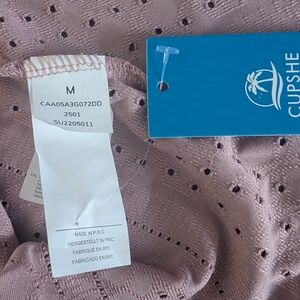 M
CAA05A3G072DD
2501
SU2205011
MADE IN P.R.C
HERGESTELLT IN PRC
FABRIQUÉ EN RPC
FABRICADO EN RPC
CUPSHE